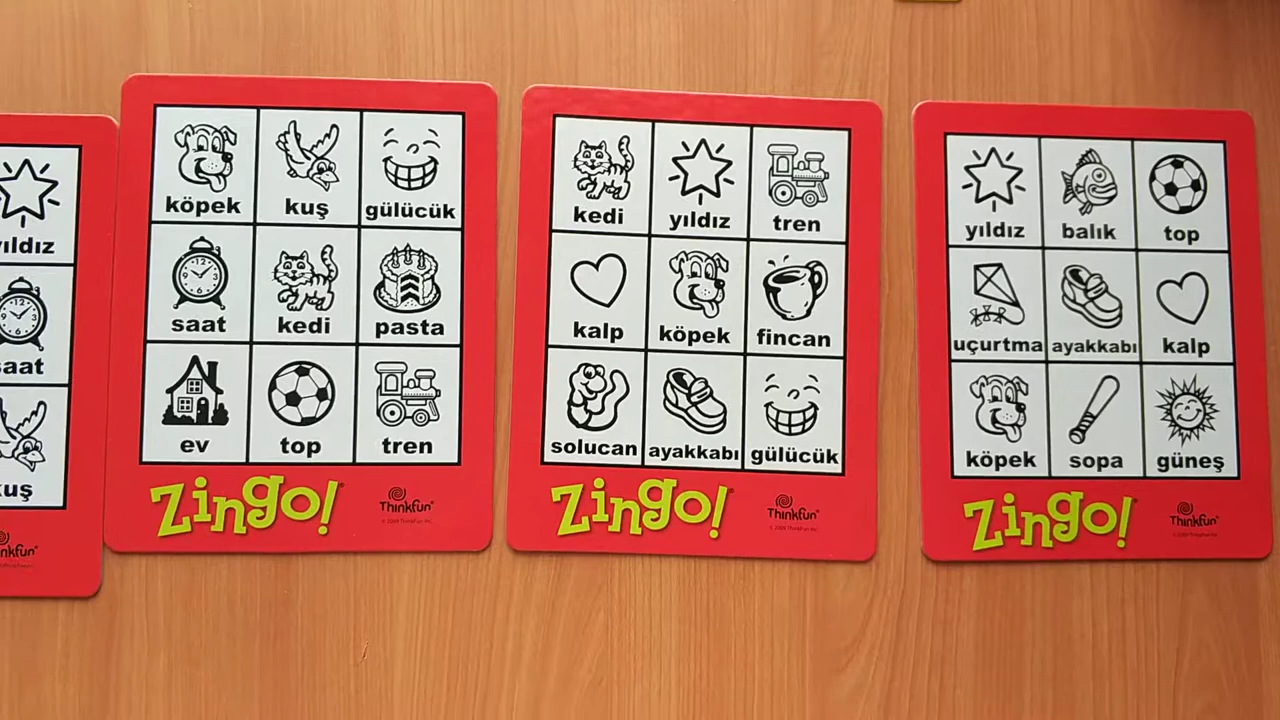 yıldız
saat
kuş
köpek kuş gülücük
saat kedi pasta
ev top tren
Zingo!
ThinkFun
kedi yıldız tren
kalp köpek fincan
solucan ayakkabı gülücük
Zingo!
ThinkFun
yıldız balık top
uçurtma ayakkabı kalp
köpek sopa güneş
Zingo!
ThinkFun